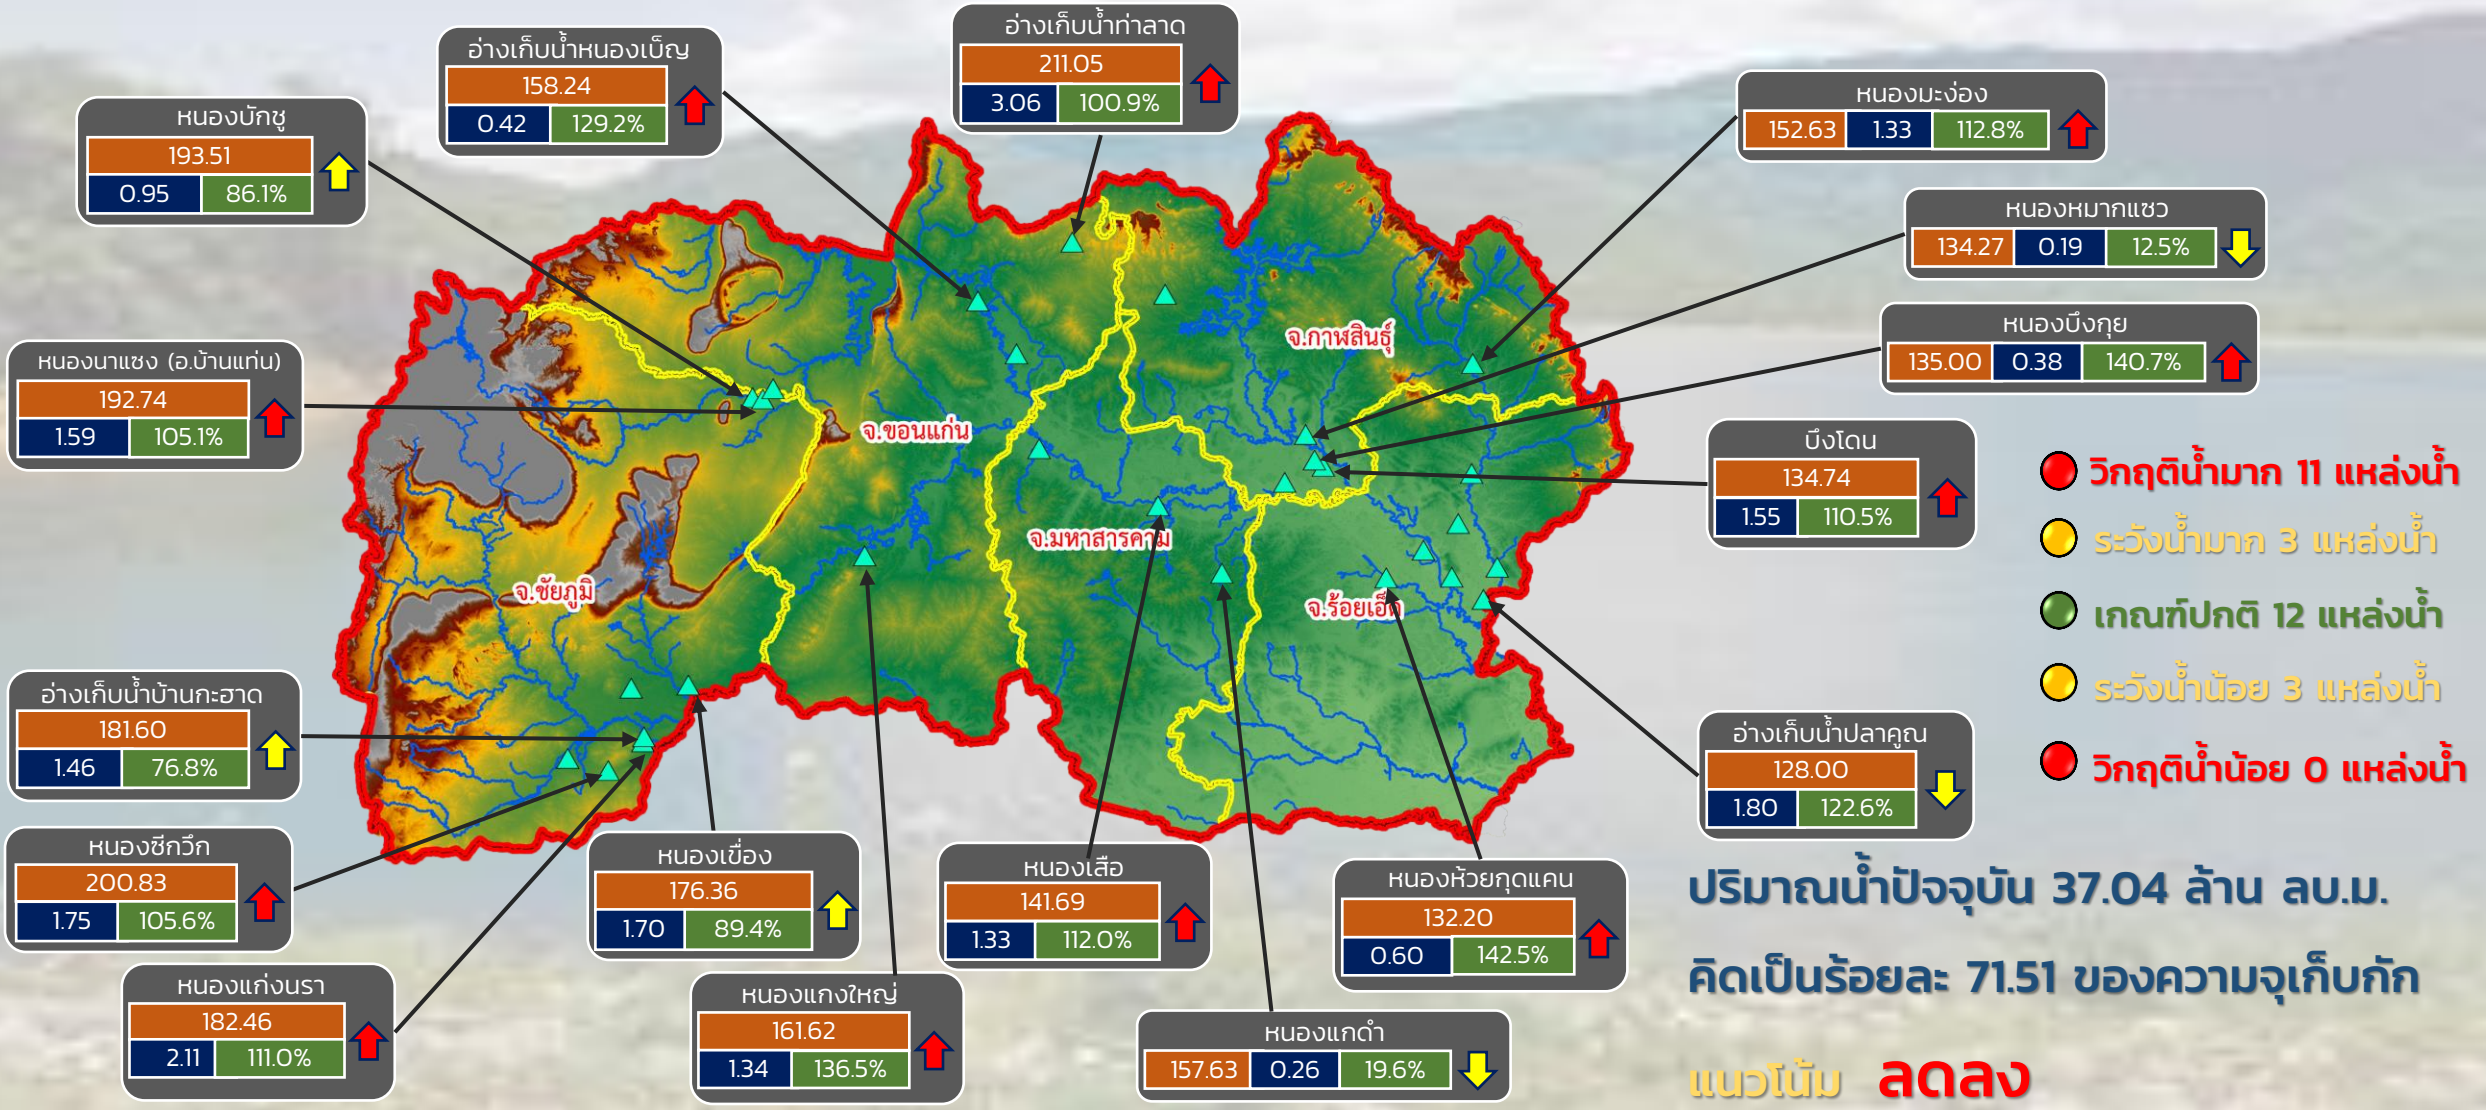 อ่างเก็บน้ำท่าลาด
211.05
3.06 100.9%
อ่างเก็บน้ำหนองเบ็ญ
158.24
0.42 129.2%
หนองบักชู
193.51
0.95 86.1%
หนองมะง่อง
152.63 1.33 112.8%
หนองหมากแซว
134.27 0.19 12.5%
หนองบึงกุย
135.00 0.38 140.7%
หนองนาแซง (อ.บ้านแท่น)
192.74
1.59 105.1%
บึงโดน
134.74
1.55 110.5%
จ.กาฬสินธุ์
จ.ขอนแก่น
จ.มหาสารคาม
จ.ชัยภูมิ
จ.ร้อยเอ็ด
วิกฤติน้ำมาก 11 แหล่งน้ำ
ระวังน้ำมาก 3 แหล่งน้ำ
เกณฑ์ปกติ 12 แหล่งน้ำ
ระวังน้ำน้อย 3 แหล่งน้ำ
วิกฤติน้ำน้อย 0 แหล่งน้ำ
อ่างเก็บน้ำบ้านกะฮาด
181.60
1.46 76.8%
อ่างเก็บน้ำปลาคูณ
128.00
1.80 122.6%
หนองซีกวึก
200.83
1.75 105.6%
หนองเขื่อง
176.36
1.70 89.4%
หนองเสือ
141.69
1.33 112.0%
หนองห้วยกุดแคน
132.20
0.60 142.5%
หนองแก่งนรา
182.46
2.11 111.0%
หนองแกงใหญ่
161.62
1.34 136.5%
หนองแกดำ
157.63 0.26 19.6%
ปริมาณน้ำปัจจุบัน 37.04 ล้าน ลบ.ม.
คิดเป็นร้อยละ 71.51 ของความจุเก็บกัก
แนวโน้ม ลดลง